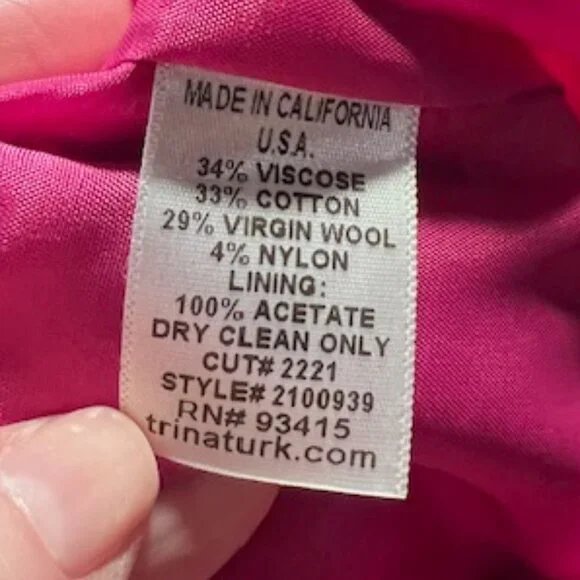 MADE IN CALIFORNIA
U.S.A.
34% VISCOSE
33% COTTON
29% VIRGIN WOOL
4% NYLON
LINING:
100% ACETATE
DRY CLEAN ONLY
CUT# 2221
STYLE# 2100939
RN# 93415
trinaturk.com